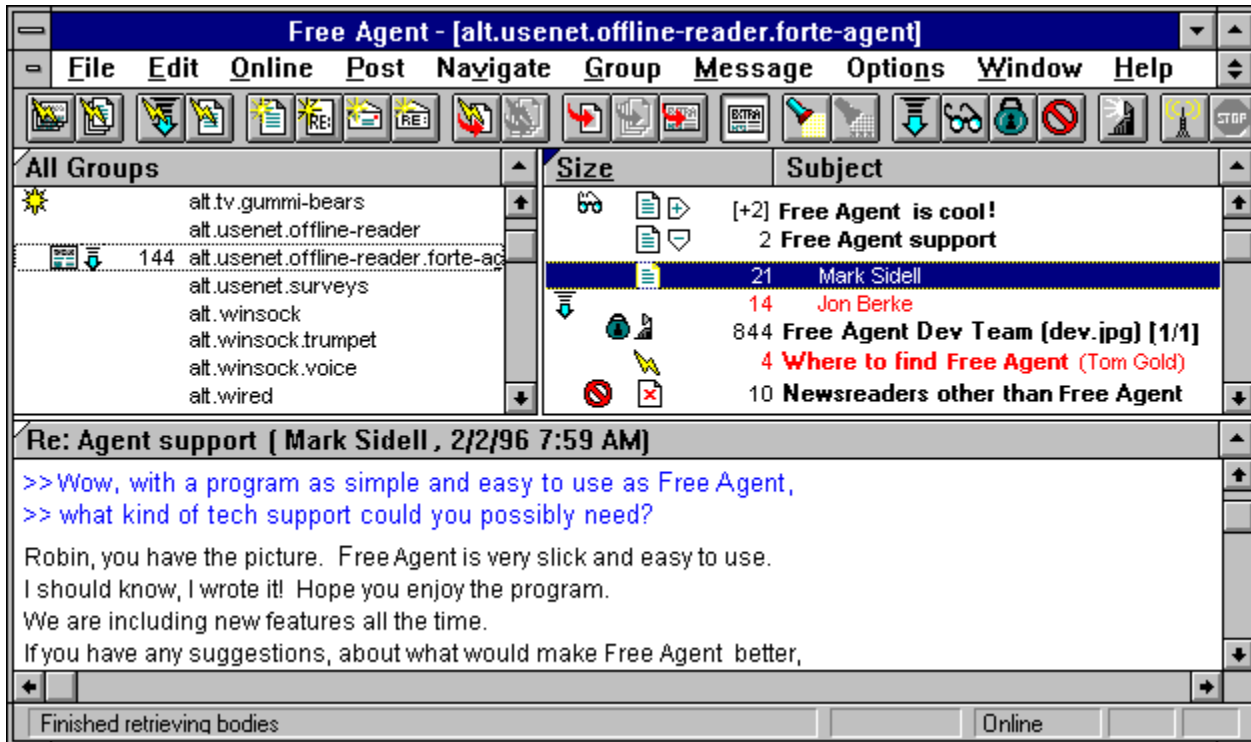 Free Agent - [alt.usenet.offline-reader.forte-agent]
File Edit Online Post Navigate Group Message Options Window Help
RE: RE: EXTRA EXTRA STOP
All Groups
alt.tv.gummi-bears
alt.usenet.offline-reader
144 alt.usenet.offline-reader.forte-ag
alt.usenet.surveys
alt.winsock
alt.winsock.trumpet
alt.winsock.voice
alt.wired
Size Subject
[+2] Free Agent is cool!
2 Free Agent support
21 Mark Sidell
14 Jon Berke
844 Free Agent Dev Team (dev.jpg) [1/1]
4 Where to find Free Agent (Tom Gold)
10 Newsreaders other than Free Agent
Re: Agent support ( Mark Sidell , 2/2/96 7:59 AM)
>>Wow, with a program as simple and easy to use as Free Agent,
>> what kind of tech support could you possibly need?
Robin, you have the picture. Free Agent is very slick and easy to use.
I should know, I wrote it! Hope you enjoy the program.
We are including new features all the time.
If you have any suggestions, about what would make Free Agent better,
Finished retrieving bodies Online